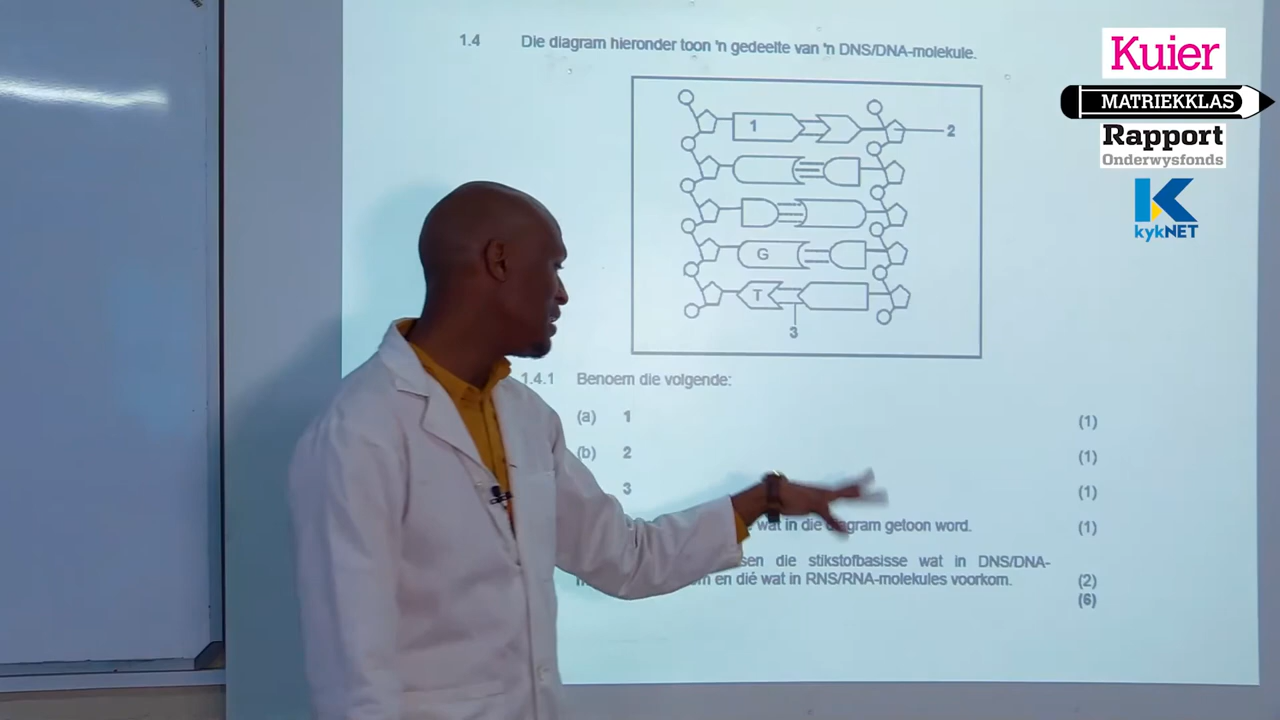 1.4 Die diagram hieronder toon 'n gedeelte van 'n DNS/DNA-molekule.
1
2
G
T
3
1.4.1 Benoem die volgende:
(a) 1 (1)
(b) 2 (1)
3 (1)
wat in die diagram getoon word. (1)
die stikstofbasisse wat in DNS/DNA-
en dié wat in RNS/RNA-molekules voorkom. (2)
(6)
Kuier
MATRIEKKLAS
Rapport
Onderwysfonds
kykNET